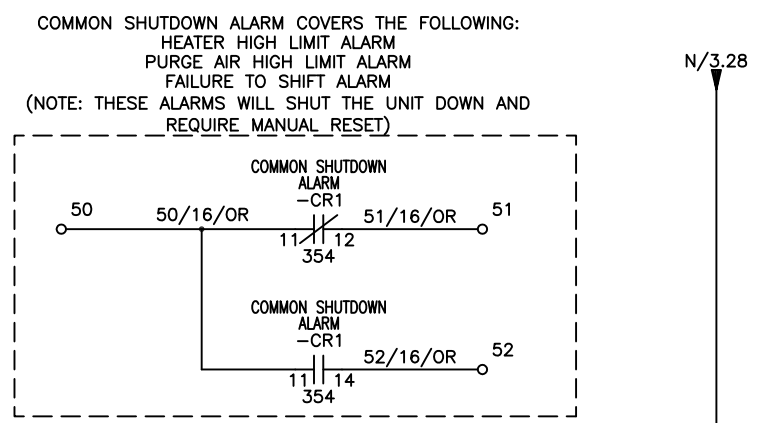 COMMON SHUTDOWN ALARM COVERS THE FOLLOWING:
HEATER HIGH LIMIT ALARM
PURGE AIR HIGH LIMIT ALARM
FAILURE TO SHIFT ALARM
(NOTE: THESE ALARMS WILL SHUT THE UNIT DOWN AND
REQUIRE MANUAL RESET)
N/3.28
COMMON SHUTDOWN
ALARM
-CR1
50
50/16/OR
51/16/OR
51
11
12
354
COMMON SHUTDOWN
ALARM
-CR1
52/16/OR
52
11
14
354